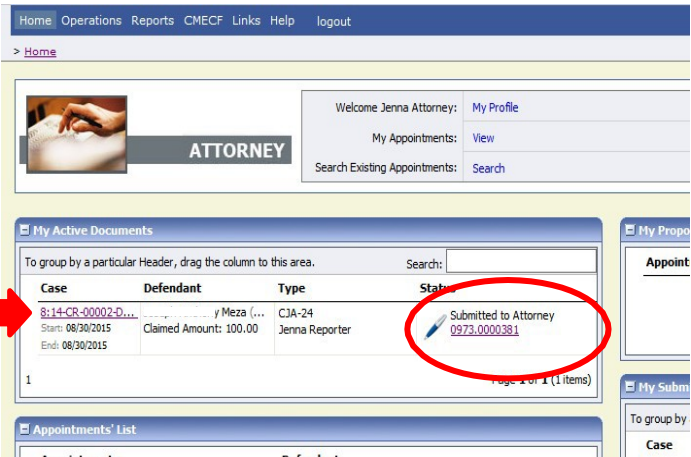 Home Operations Reports CMECF Links Help logout
> Home
Welcome Jenna Attorney: My Profile
ATTORNEY
My Appointments: View
Search Existing Appointments: Search
My Active Documents
My Propo
To group by a particular Header, drag the column to this area. Search:
Appoint
Case Defendant Type Status
8:14-CR-00002-D... y Meza (... CJA-24 Submitted to Attorney
Start: 08/30/2015 Claimed Amount: 100.00 Jenna Reporter 0973.0000381
End: 08/30/2015
1 Page 1 of 1 (1 items)
My Subm
Appointments' List
To group by
Case